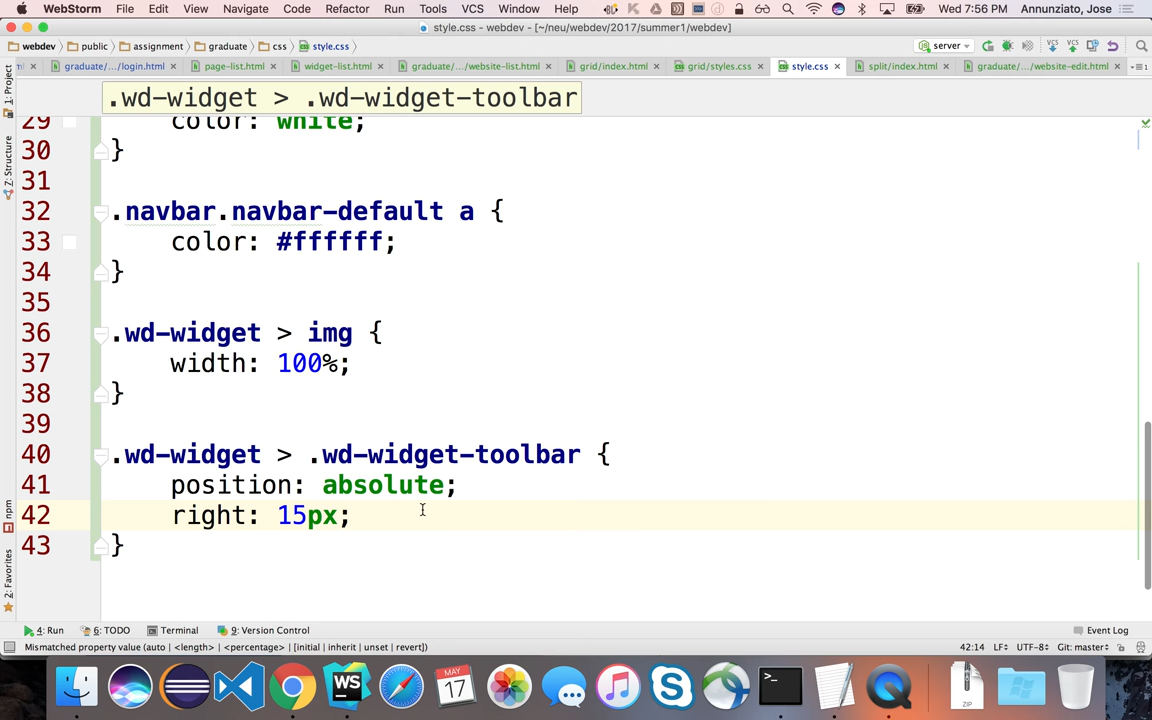 WebStorm File Edit View Navigate Code Refactor Run Tools VCS Window Help Wed 7:56 PM Annunziato, Jose
style.css - webdev - [~/neu/webdev/2017/summer1/webdev]
webdev public assignment graduate css style.css server VCS VCS
ml graduate/.../login.html page-list.html widget-list.html graduate/.../website-list.html grid/index.html grid/styles.css style.css split/index.html graduate/.../website-edit.html
1: Project
Z: Structure
npm
2: Favorites
.wd-widget > .wd-widget-toolbar
29 color: white;
30 }
31
32 .navbar.navbar-default a {
33 color: #ffffff;
34 }
35
36 .wd-widget > img {
37 width: 100%;
38 }
39
40 .wd-widget > .wd-widget-toolbar {
41 position: absolute;
42 right: 15px;
43 }
4: Run 6: TODO Terminal 9: Version Control Event Log
Mismatched property value (auto | <length> | <percentage> | [initial | inherit | unset | revert]) 42:14 LF UTF-8 Git: master
WS MAY 17 >_ ZIP